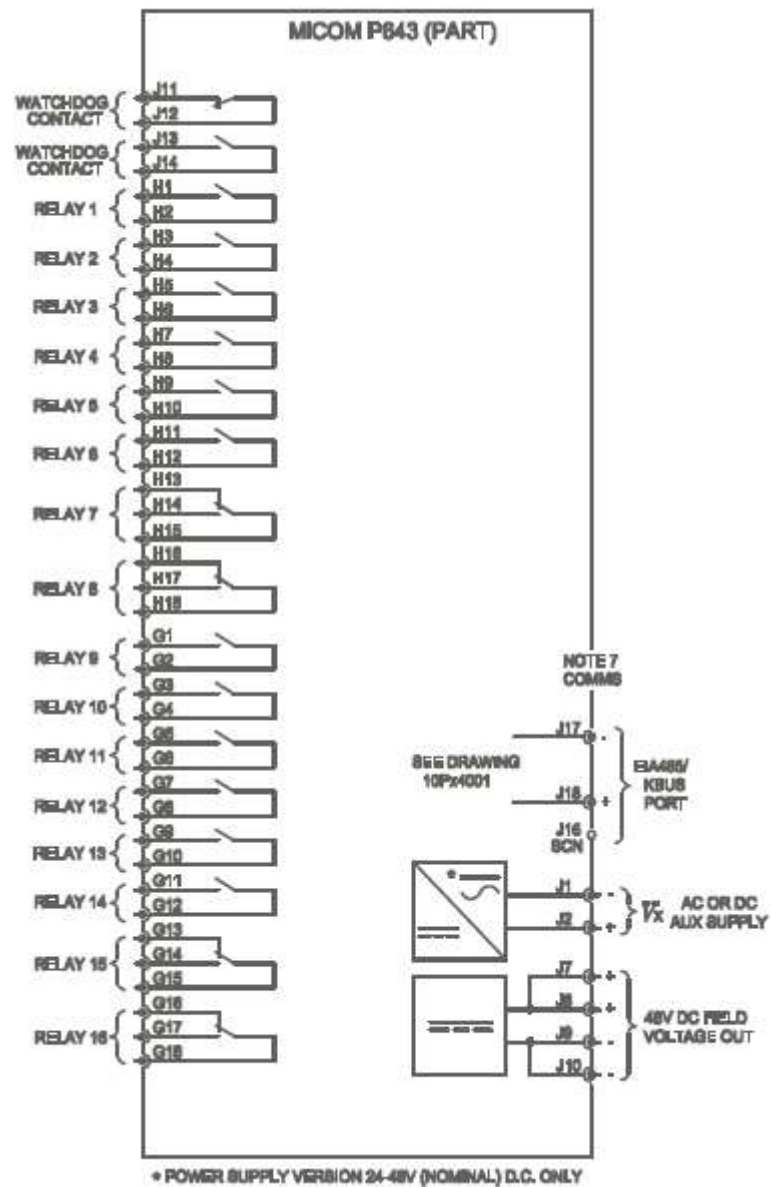 MICOM P643 (PART)
WATCHDOG
CONTACT
J11
J12
WATCHDOG
CONTACT
J13
J14
RELAY 1
H1
H2
RELAY 2
H3
H4
RELAY 3
H5
H6
RELAY 4
H7
H8
RELAY 5
H9
H10
RELAY 6
H11
H12
RELAY 7
H13
H14
H15
RELAY 8
H16
H17
H18
RELAY 9
G1
G2
RELAY 10
G3
G4
RELAY 11
G5
G6
RELAY 12
G7
G8
RELAY 13
G9
G10
RELAY 14
G11
G12
RELAY 15
G13
G14
G15
RELAY 16
G16
G17
G18
NOTE 7
COMMS
SEE DRAWING
10Px4001
J17 -
J18 +
J16
SCN
EIA485/
KBUS
PORT
*
J1 -
J2 +
Vx AC OR DC
AUX SUPPLY
J7 +
J8 +
J9 -
J10 -
48V DC FIELD
VOLTAGE OUT
* POWER SUPPLY VERSION 24-48V (NOMINAL) D.C. ONLY